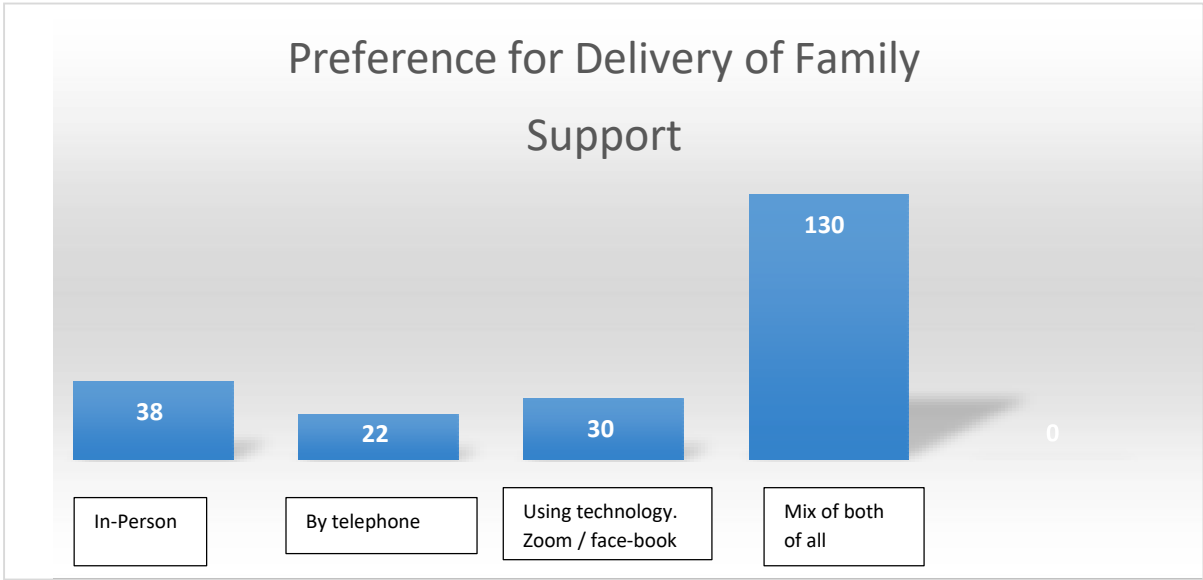 Preference for Delivery of Family
Support
130
38
22
30
0
In-Person
By telephone
Using technology.
Zoom / face-book
Mix of both
of all